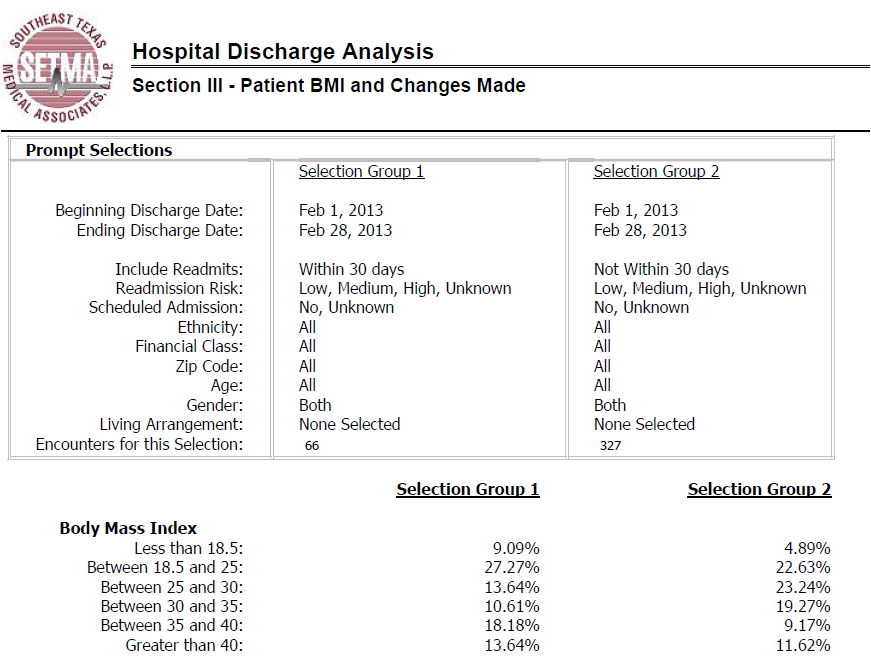 SOUTHEAST TEXAS
SETMA
MEDICAL ASSOCIATES, L.L.P.
Hospital Discharge Analysis
Section III - Patient BMI and Changes Made
Prompt Selections
Selection Group 1 Selection Group 2
Beginning Discharge Date: Feb 1, 2013 Feb 1, 2013
Ending Discharge Date: Feb 28, 2013 Feb 28, 2013
Include Readmits: Within 30 days Not Within 30 days
Readmission Risk: Low, Medium, High, Unknown Low, Medium, High, Unknown
Scheduled Admission: No, Unknown No, Unknown
Ethnicity: All All
Financial Class: All All
Zip Code: All All
Age: All All
Gender: Both Both
Living Arrangement: None Selected None Selected
Encounters for this Selection: 66 327
Selection Group 1 Selection Group 2
Body Mass Index
Less than 18.5: 9.09% 4.89%
Between 18.5 and 25: 27.27% 22.63%
Between 25 and 30: 13.64% 23.24%
Between 30 and 35: 10.61% 19.27%
Between 35 and 40: 18.18% 9.17%
Greater than 40: 13.64% 11.62%